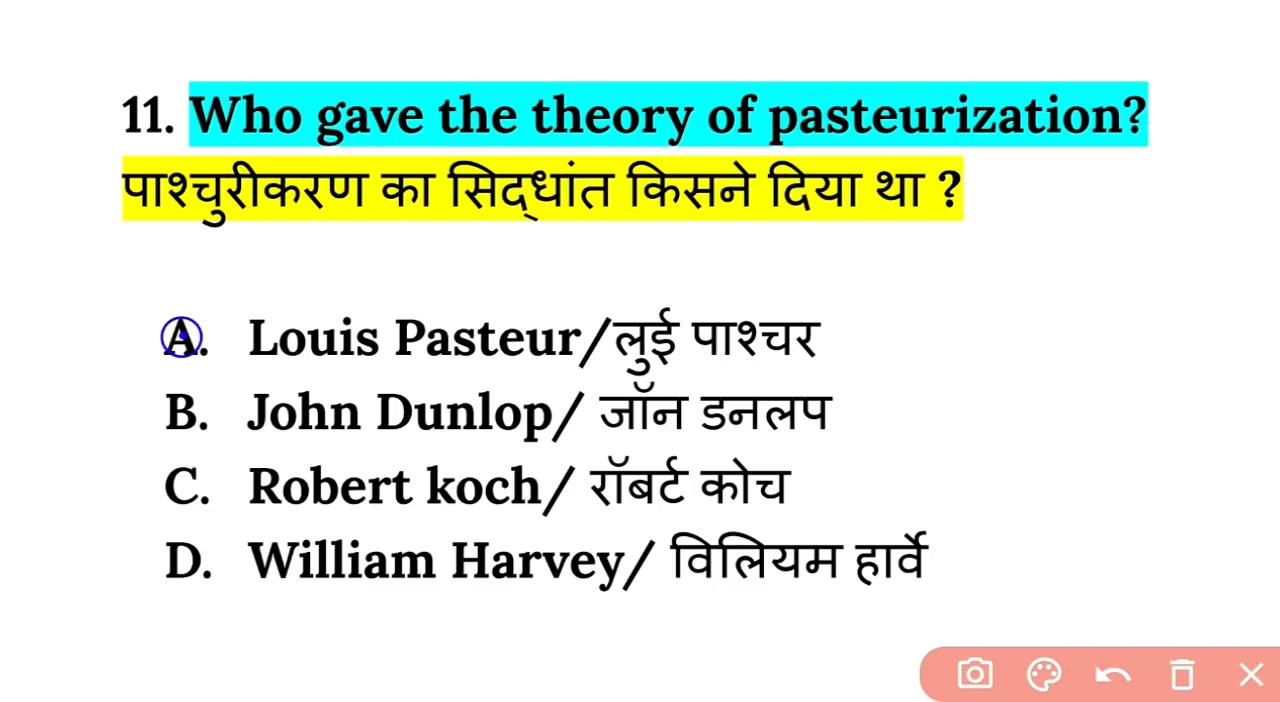 11. Who gave the theory of pasteurization?
पाश्चुरीकरण का सिद्धांत किसने दिया था ?
A. Louis Pasteur/लुई पाश्चर
B. John Dunlop/ जॉन डनलप
C. Robert koch/ रॉबर्ट कोच
D. William Harvey/ विलियम हार्वे